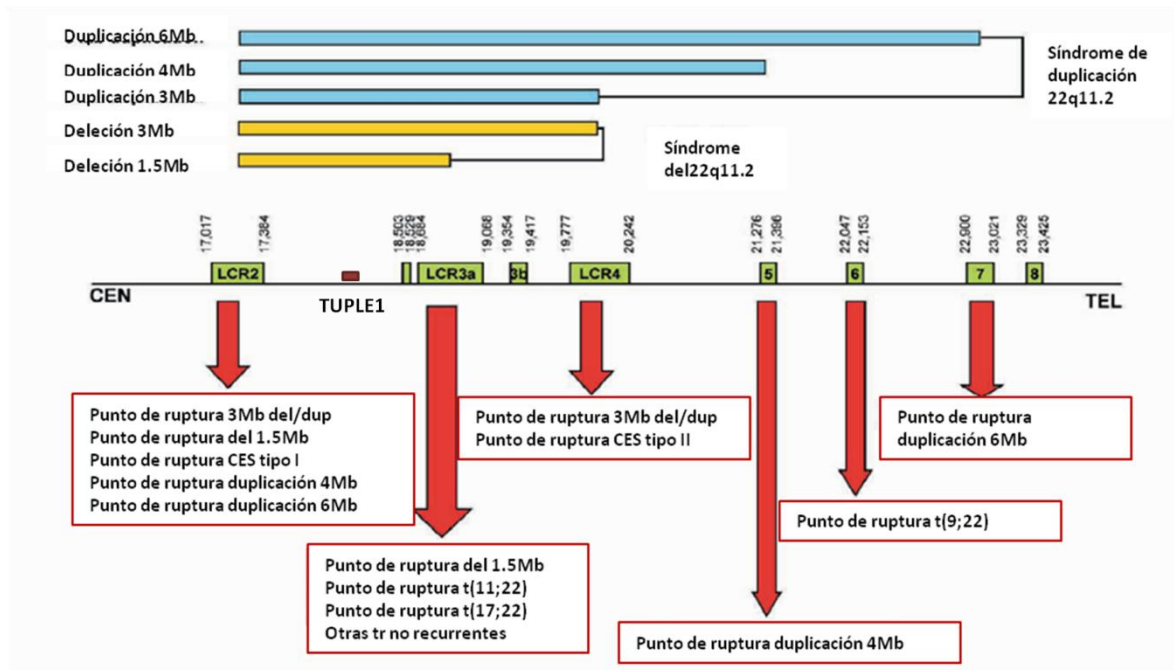 Duplicación 6Mb
Duplicación 4Mb
Duplicación 3Mb
Deleción 3Mb
Deleción 1.5Mb
Síndrome de
duplicación
22q11.2
Síndrome
del22q11.2
17,017
17,384
18,503
18,529
18,684
19,068
19,354
19,417
19,777
20,242
21,276
21,396
22,047
22,153
22,900
23,021
23,329
23,425
LCR2
LCR3a
3b
LCR4
5
6
7
8
CEN
TUPLE1
TEL
Punto de ruptura 3Mb del/dup
Punto de ruptura del 1.5Mb
Punto de ruptura CES tipo I
Punto de ruptura duplicación 4Mb
Punto de ruptura duplicación 6Mb
Punto de ruptura 3Mb del/dup
Punto de ruptura CES tipo II
Punto de ruptura
duplicación 6Mb
Punto de ruptura t(9;22)
Punto de ruptura del 1.5Mb
Punto de ruptura t(11;22)
Punto de ruptura t(17;22)
Otras tr no recurrentes
Punto de ruptura duplicación 4Mb